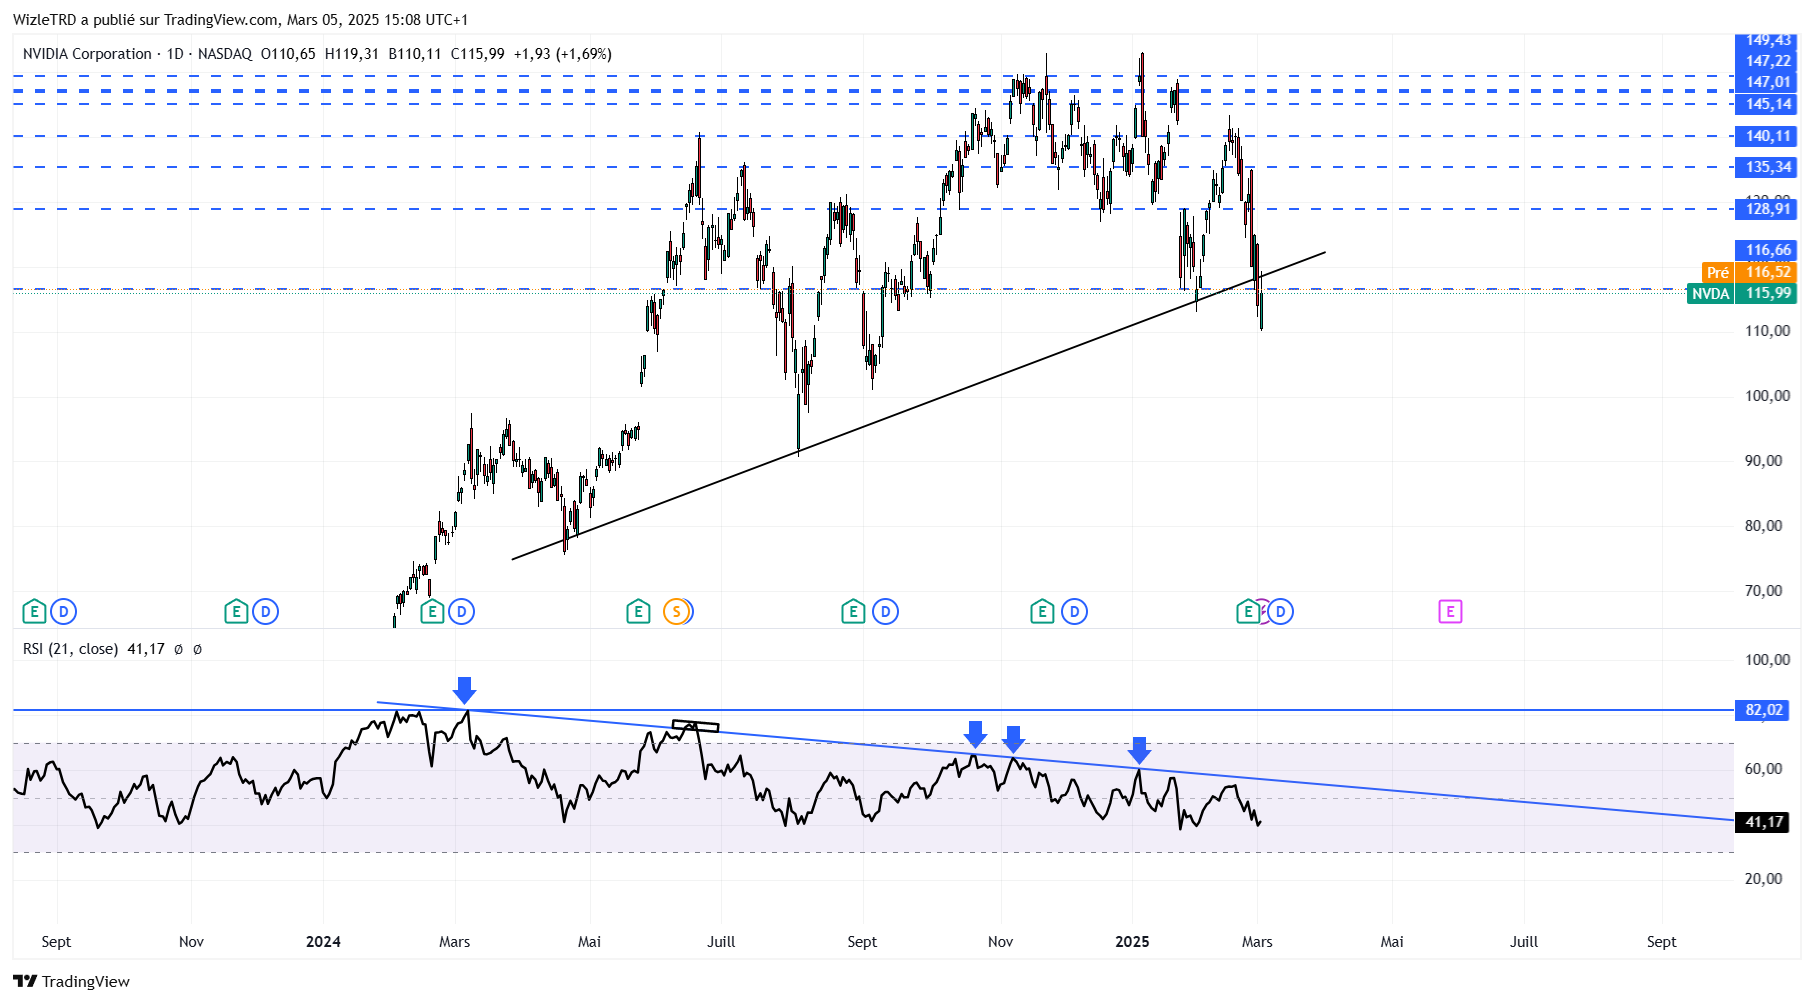 WizleTRD a publié sur TradingView.com, Mars 05, 2025 15:08 UTC+1
NVIDIA Corporation · 1D · NASDAQ O110,65 H119,31 B110,11 C115,99 +1,93 (+1,69%)
149,43
147,22
147,01
145,14
140,11
135,34
128,91
116,66
Pré 116,52
NVDA 115,99
110,00
100,00
90,00
80,00
70,00
E D E D E D E S E D E D E D E
RSI (21, close) 41,17 ∅ ∅
100,00
82,02
60,00
41,17
20,00
Sept Nov 2024 Mars Mai Juill Sept Nov 2025 Mars Mai Juill Sept
TradingView